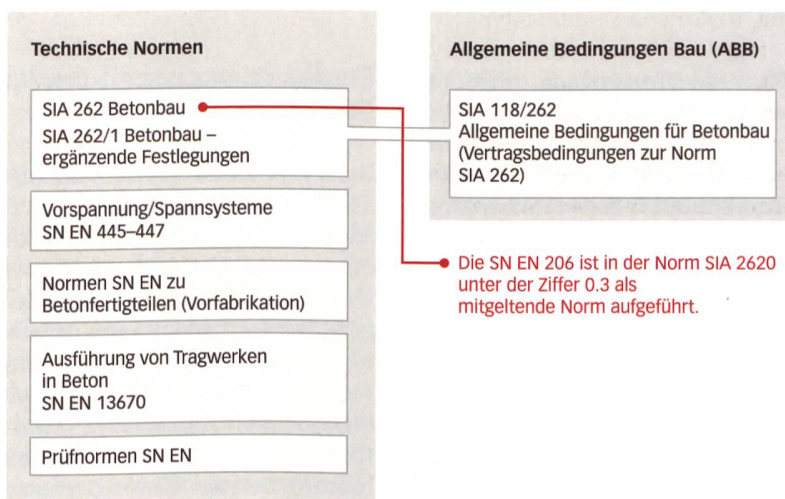 Technische Normen
SIA 262 Betonbau
SIA 262/1 Betonbau –
ergänzende Festlegungen
Vorspannung/Spannsysteme
SN EN 445–447
Normen SN EN zu
Betonfertigteilen (Vorfabrikation)
Ausführung von Tragwerken
in Beton
SN EN 13670
Prüfnormen SN EN
Allgemeine Bedingungen Bau (ABB)
SIA 118/262
Allgemeine Bedingungen für Betonbau
(Vertragsbedingungen zur Norm
SIA 262)
Die SN EN 206 ist in der Norm SIA 2620
unter der Ziffer 0.3 als
mitgeltende Norm aufgeführt.